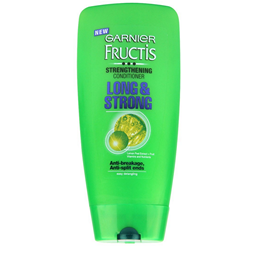 NEW
GARNIER
FRUCTIS
STRENGTHENING
CONDITIONER
LONG &
STRONG
Anti-breakage,
Anti-split ends